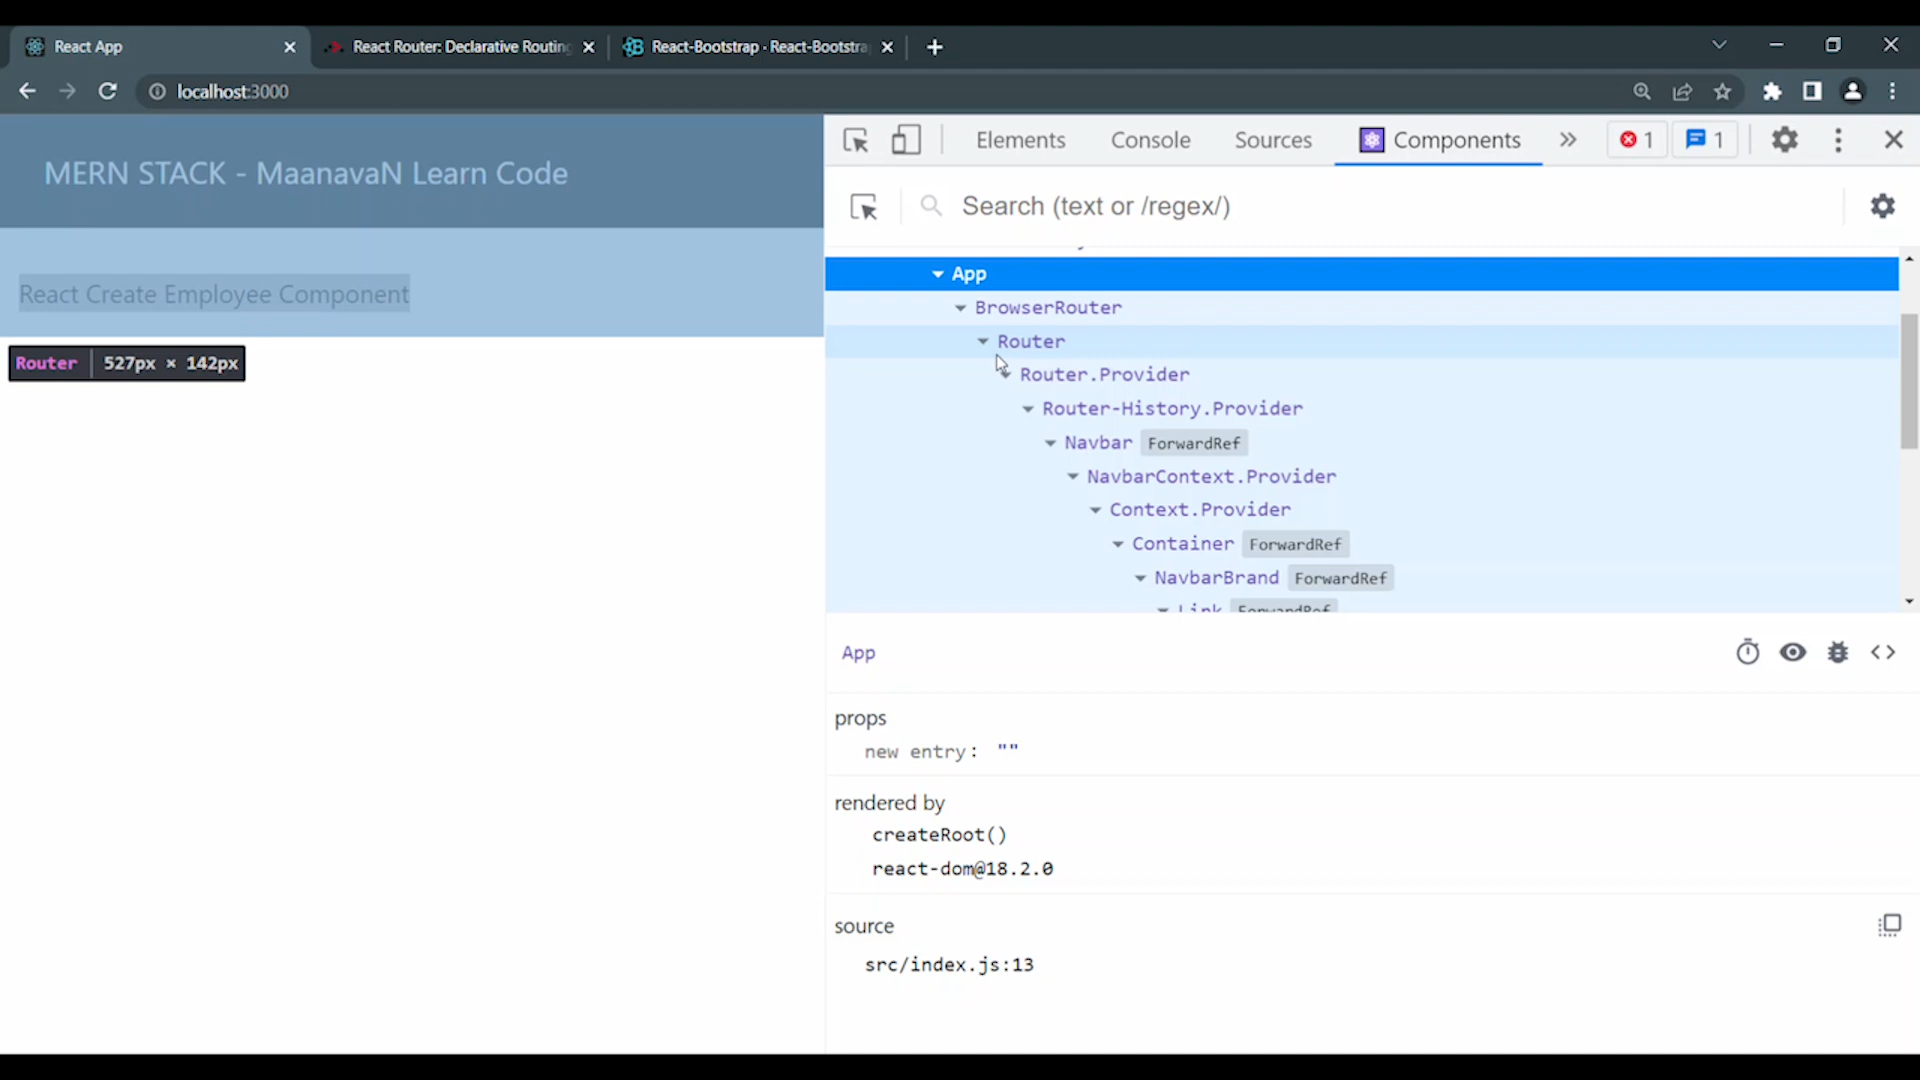 React App
React Router: Declarative Routing
React-Bootstrap · React-Bootstra
localhost:3000
MERN STACK - MaanavaN Learn Code
React Create Employee Component
Router 527px × 142px
Elements Console Sources Components 1 1
Search (text or /regex/)
App
BrowserRouter
Router
Router.Provider
Router-History.Provider
Navbar ForwardRef
NavbarContext.Provider
Context.Provider
Container ForwardRef
NavbarBrand ForwardRef
Link ForwardRef
App
props
new entry: ""
rendered by
createRoot()
react-dom@18.2.0
source
src/index.js:13